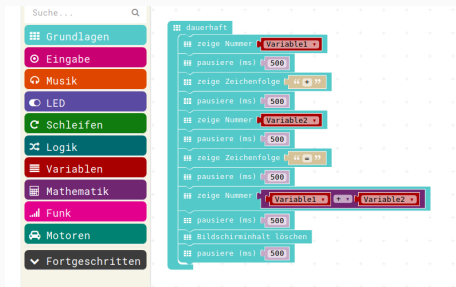 Suche...
Grundlagen
Eingabe
Musik
LED
Schleifen
Logik
Variablen
Mathematik
Funk
Motoren
Fortgeschritten
dauerhaft
zeige Nummer Variable1
pausiere (ms) 500
zeige Zeichenfolge " + "
pausiere (ms) 500
zeige Nummer Variable2
pausiere (ms) 500
zeige Zeichenfolge " = "
pausiere (ms) 500
zeige Nummer Variable1 + Variable2
pausiere (ms) 500
Bildschirminhalt löschen
pausiere (ms) 500